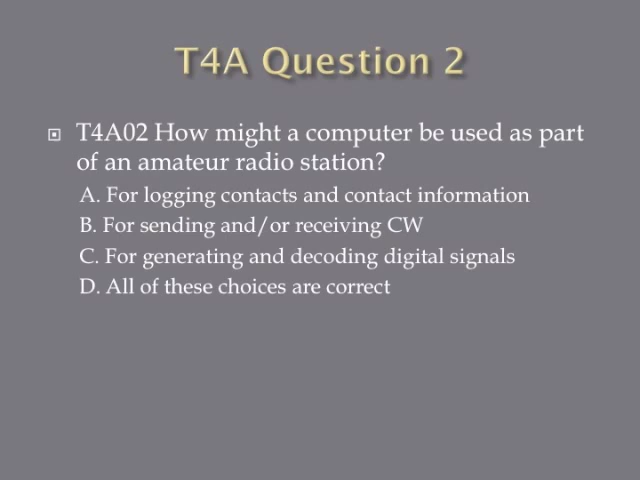 T4A Question 2
T4A02 How might a computer be used as part
of an amateur radio station?
A. For logging contacts and contact information
B. For sending and/or receiving CW
C. For generating and decoding digital signals
D. All of these choices are correct